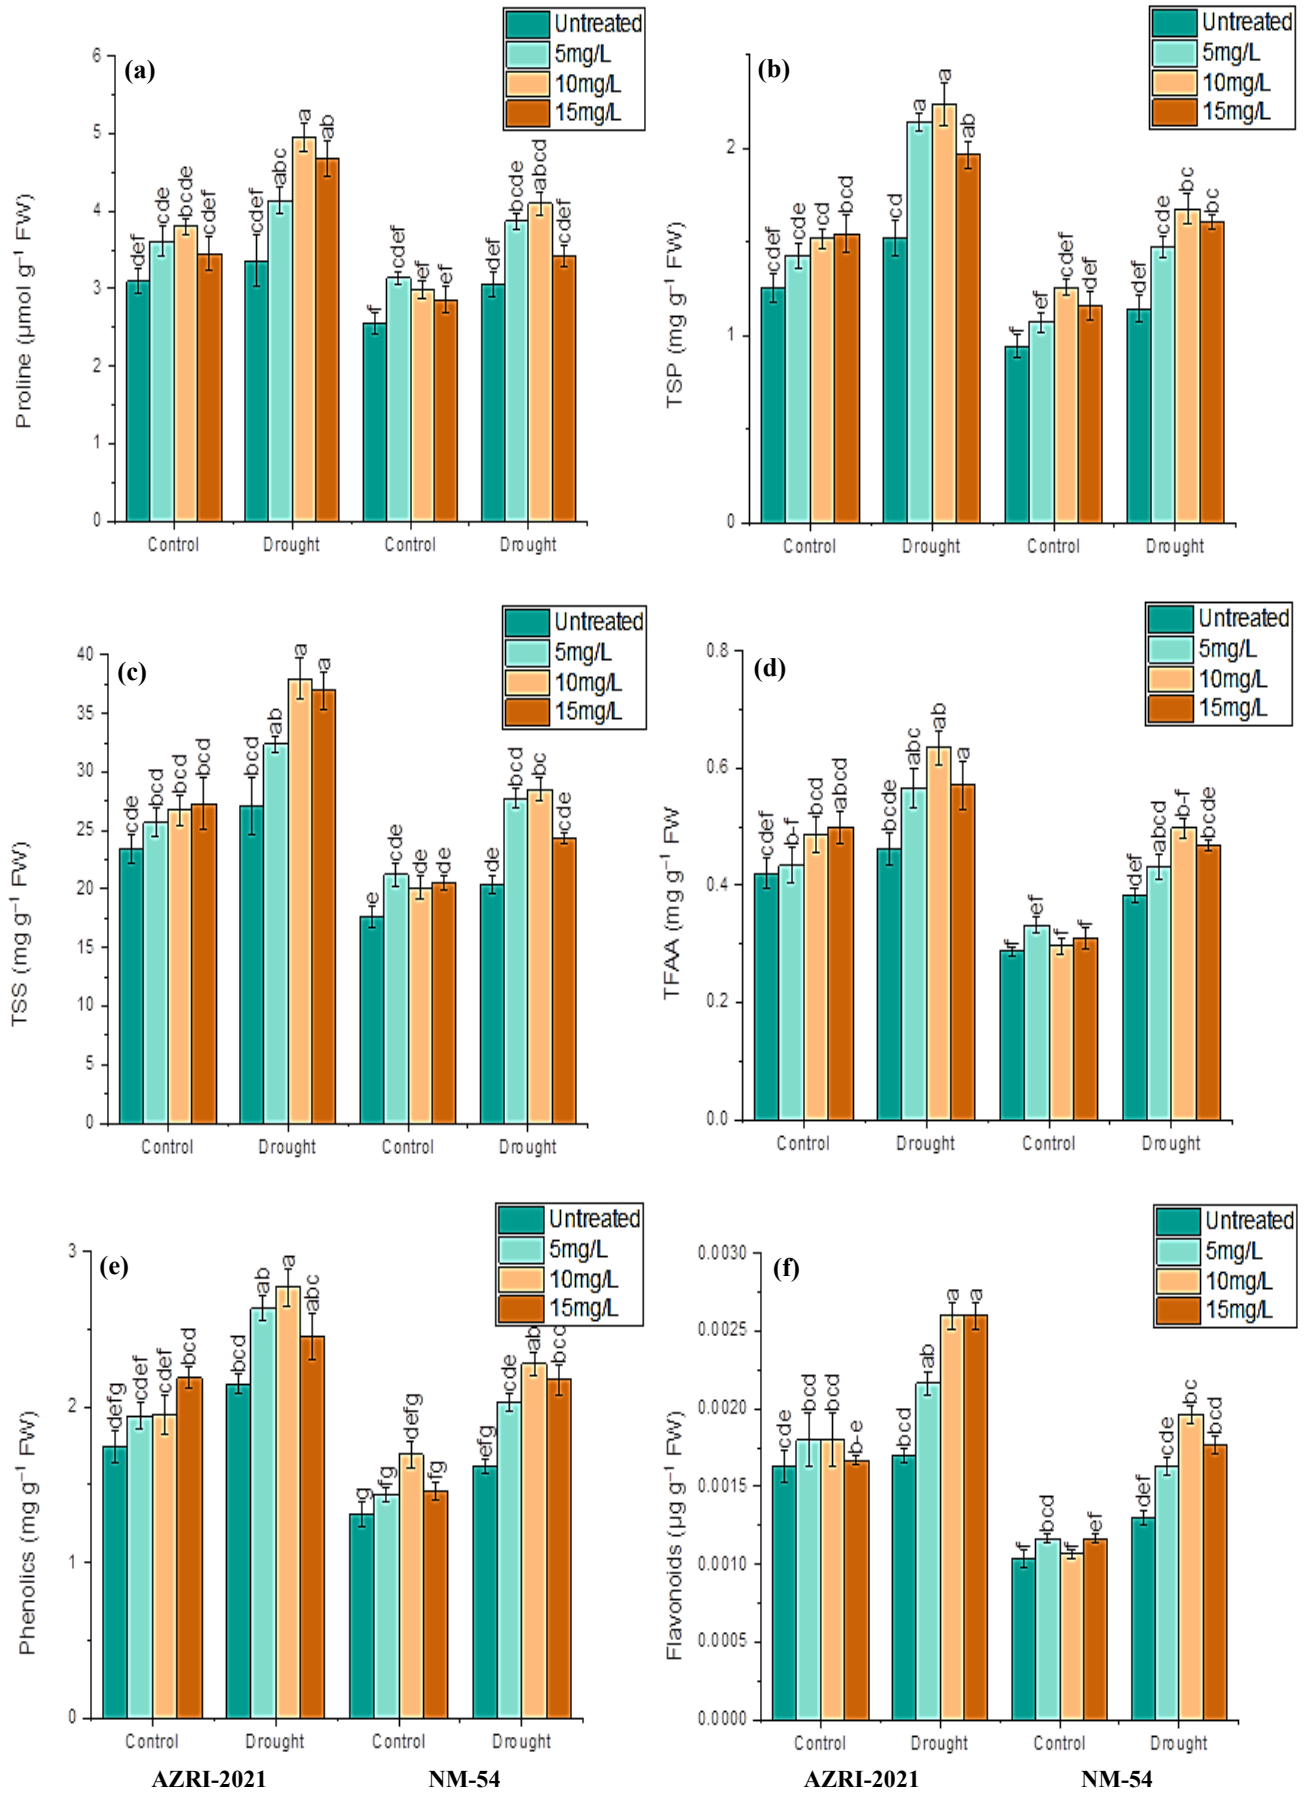 Untreated
5mg/L
10mg/L
15mg/L
(a)
Proline (µmol g⁻¹ FW)
6
5
4
3
2
1
0
def
cde
bcde
cdef
cdef
abc
a
ab
f
cdef
ef
ef
def
bcde
abcd
cdef
Control Drought Control Drought
Untreated
5mg/L
10mg/L
15mg/L
(b)
TSP (mg g⁻¹ FW)
2
1
0
cdef
cde
cd
bcd
cd
a
a
ab
f
ef
cdef
def
def
cde
bc
bc
Control Drought Control Drought
Untreated
5mg/L
10mg/L
15mg/L
(c)
TSS (mg g⁻¹ FW)
40
35
30
25
20
15
10
5
0
cde
bcd
bcd
bcd
bcd
ab
a
a
e
cde
de
de
de
bcd
bc
cde
Control Drought Control Drought
Untreated
5mg/L
10mg/L
15mg/L
(d)
TFAA (mg g⁻¹ FW
0.8
0.6
0.4
0.2
0.0
cdef
b-f
bcd
abcd
bcde
abc
ab
a
f
ef
f
f
def
abcd
b-f
bcde
Control Drought Control Drought
Untreated
5mg/L
10mg/L
15mg/L
(e)
Phenolics (mg g⁻¹ FW)
3
2
1
0
defg
cdef
cdef
bcd
bcd
ab
a
abc
g
fg
defg
fg
efg
cde
ab
bcd
Control Drought Control Drought
AZRI-2021 NM-54
Untreated
5mg/L
10mg/L
15mg/L
(f)
Flavonoids (µg g⁻¹ FW)
0.0030
0.0025
0.0020
0.0015
0.0010
0.0005
0.0000
cde
bcd
bcd
b-e
bcd
ab
a
a
f
bcd
f
ef
def
cde
bc
bcd
Control Drought Control Drought
AZRI-2021 NM-54